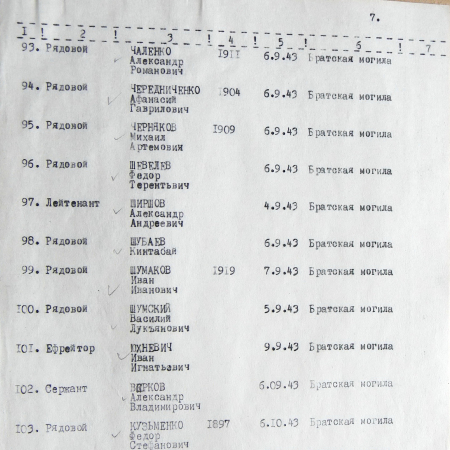 7.
I ! 2 ! 3 ! 4 ! 5 ! 6 ! 7
93. Рядовой ЧАЛЕНКО 1911 6.9.43 Братская могила
Александр
Романович
94. Рядовой ЧЕРЕДНИЧЕНКО 1904 6.9.43 Братская могила
Афанасий
Гаврилович
95. Рядовой ЧЕРНЯКОВ 1909 6.9.43 Братская могила
Михаил
Артемович
96. Рядовой ШЕВЕЛЕВ 6.9.43 Братская могила
Федор
Терентьвич
97. Лейтенант ШИРШОВ 4.9.43 Братская могила
Александр
Андреевич
98. Рядовой ШУБАЕВ 6.9.43 Братская могила
Кинтабай
99. Рядовой ШУМАКОВ 1919 7.9.43 Братская могила
Иван
Иванович
100. Рядовой ШУМСКИЙ 5.9.43 Братская могила
Василий
Лукъянович
101. Ефрейтор ЮХНЕВИЧ 9.9.43 Братская могила
Иван
Игнатьевич
102. Сержант 6.09.43 Братская могила
Александр
Владимирович
103. Рядовой КУЗЬМЕНКО 1897 6.10.43 Братская могила
Федор
Стефанович